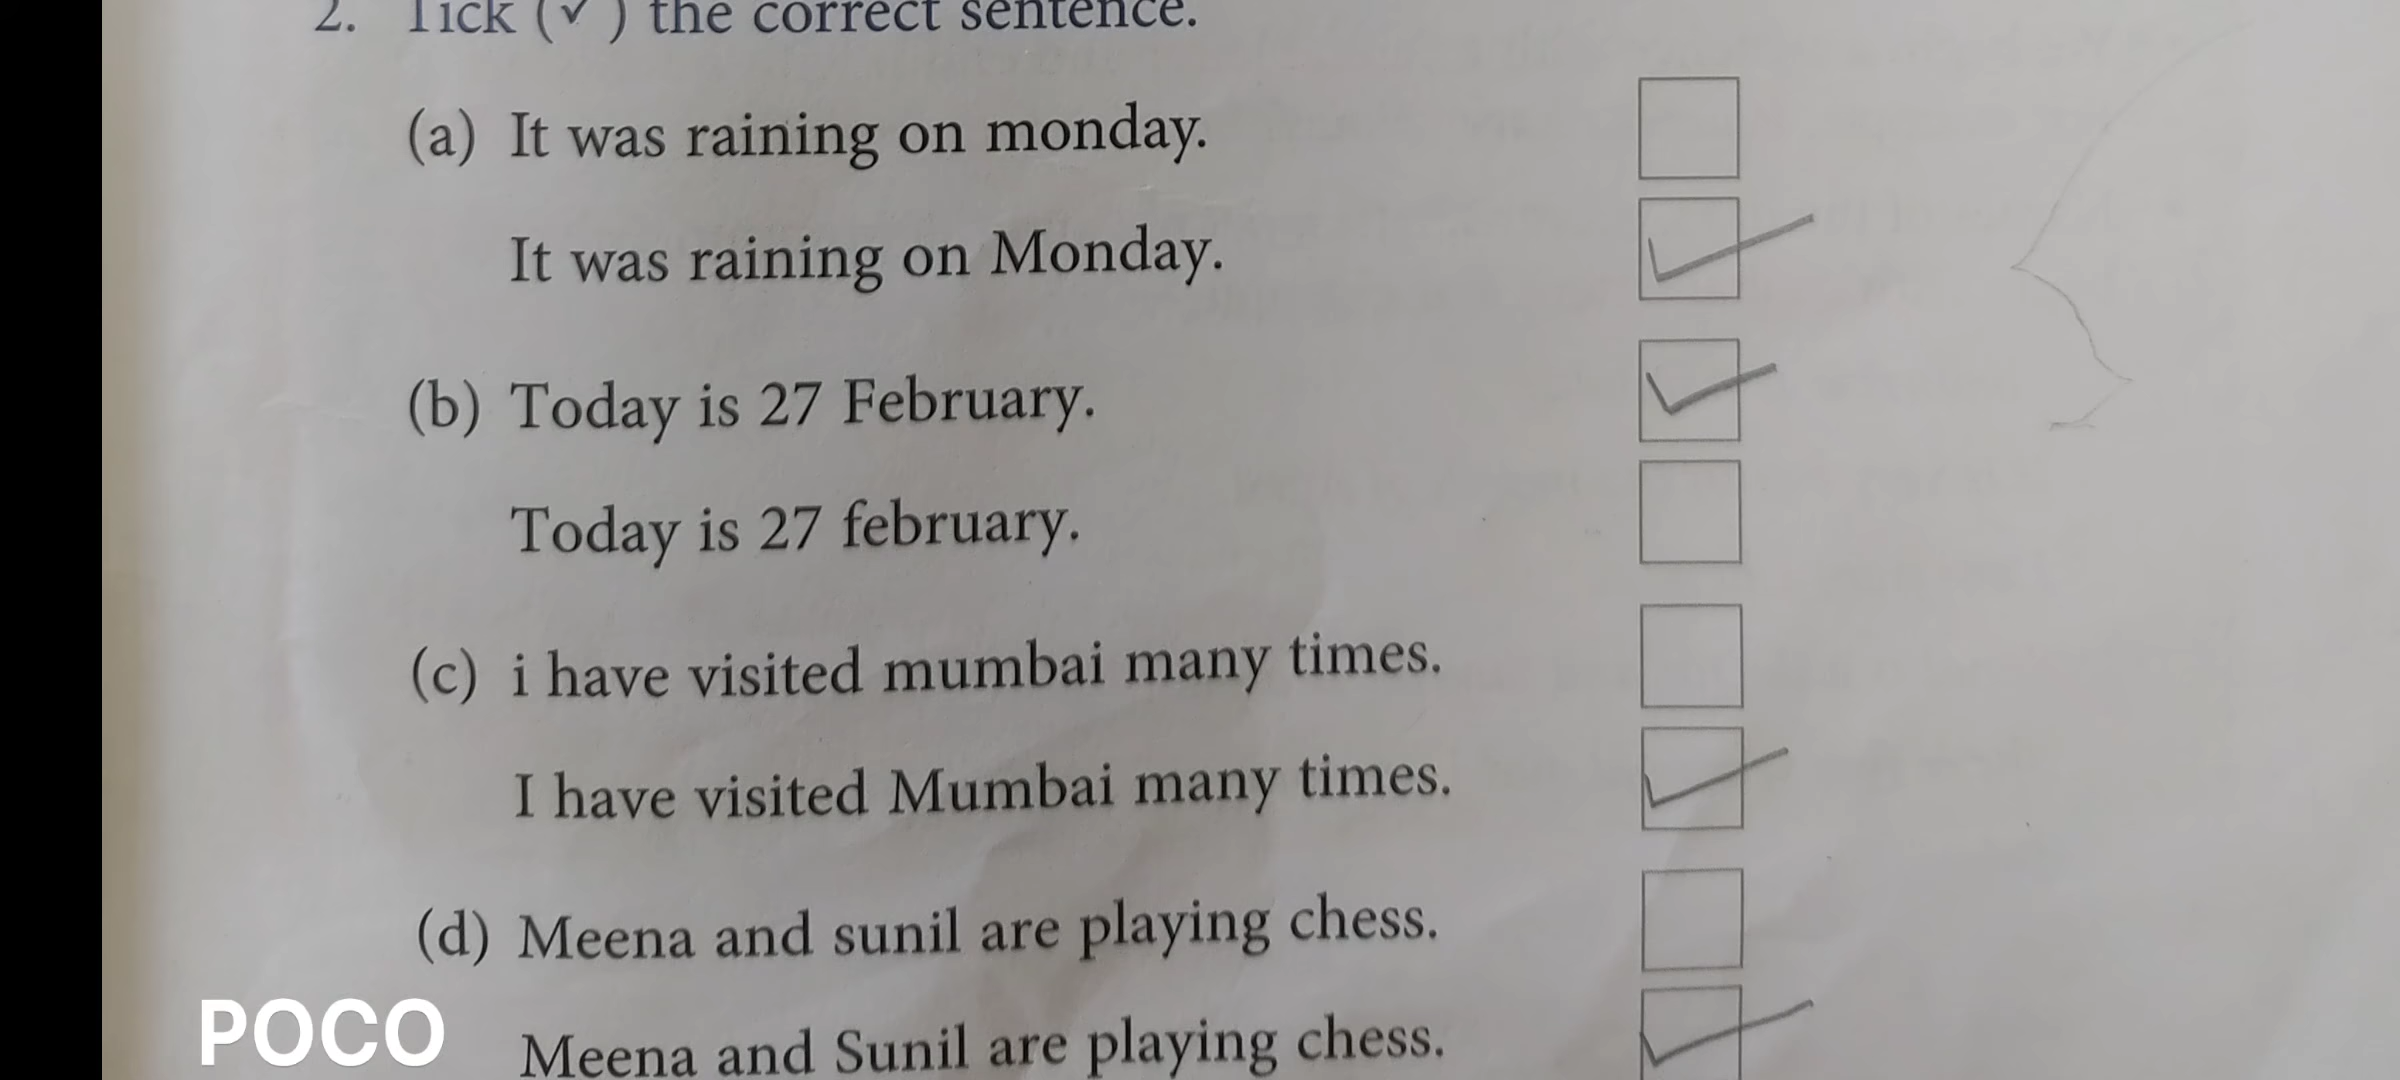 2. Tick (✓) the correct sentence.
(a) It was raining on monday.
It was raining on Monday.
(b) Today is 27 February.
Today is 27 february.
(c) i have visited mumbai many times.
I have visited Mumbai many times.
(d) Meena and sunil are playing chess.
Meena and Sunil are playing chess.
POCO